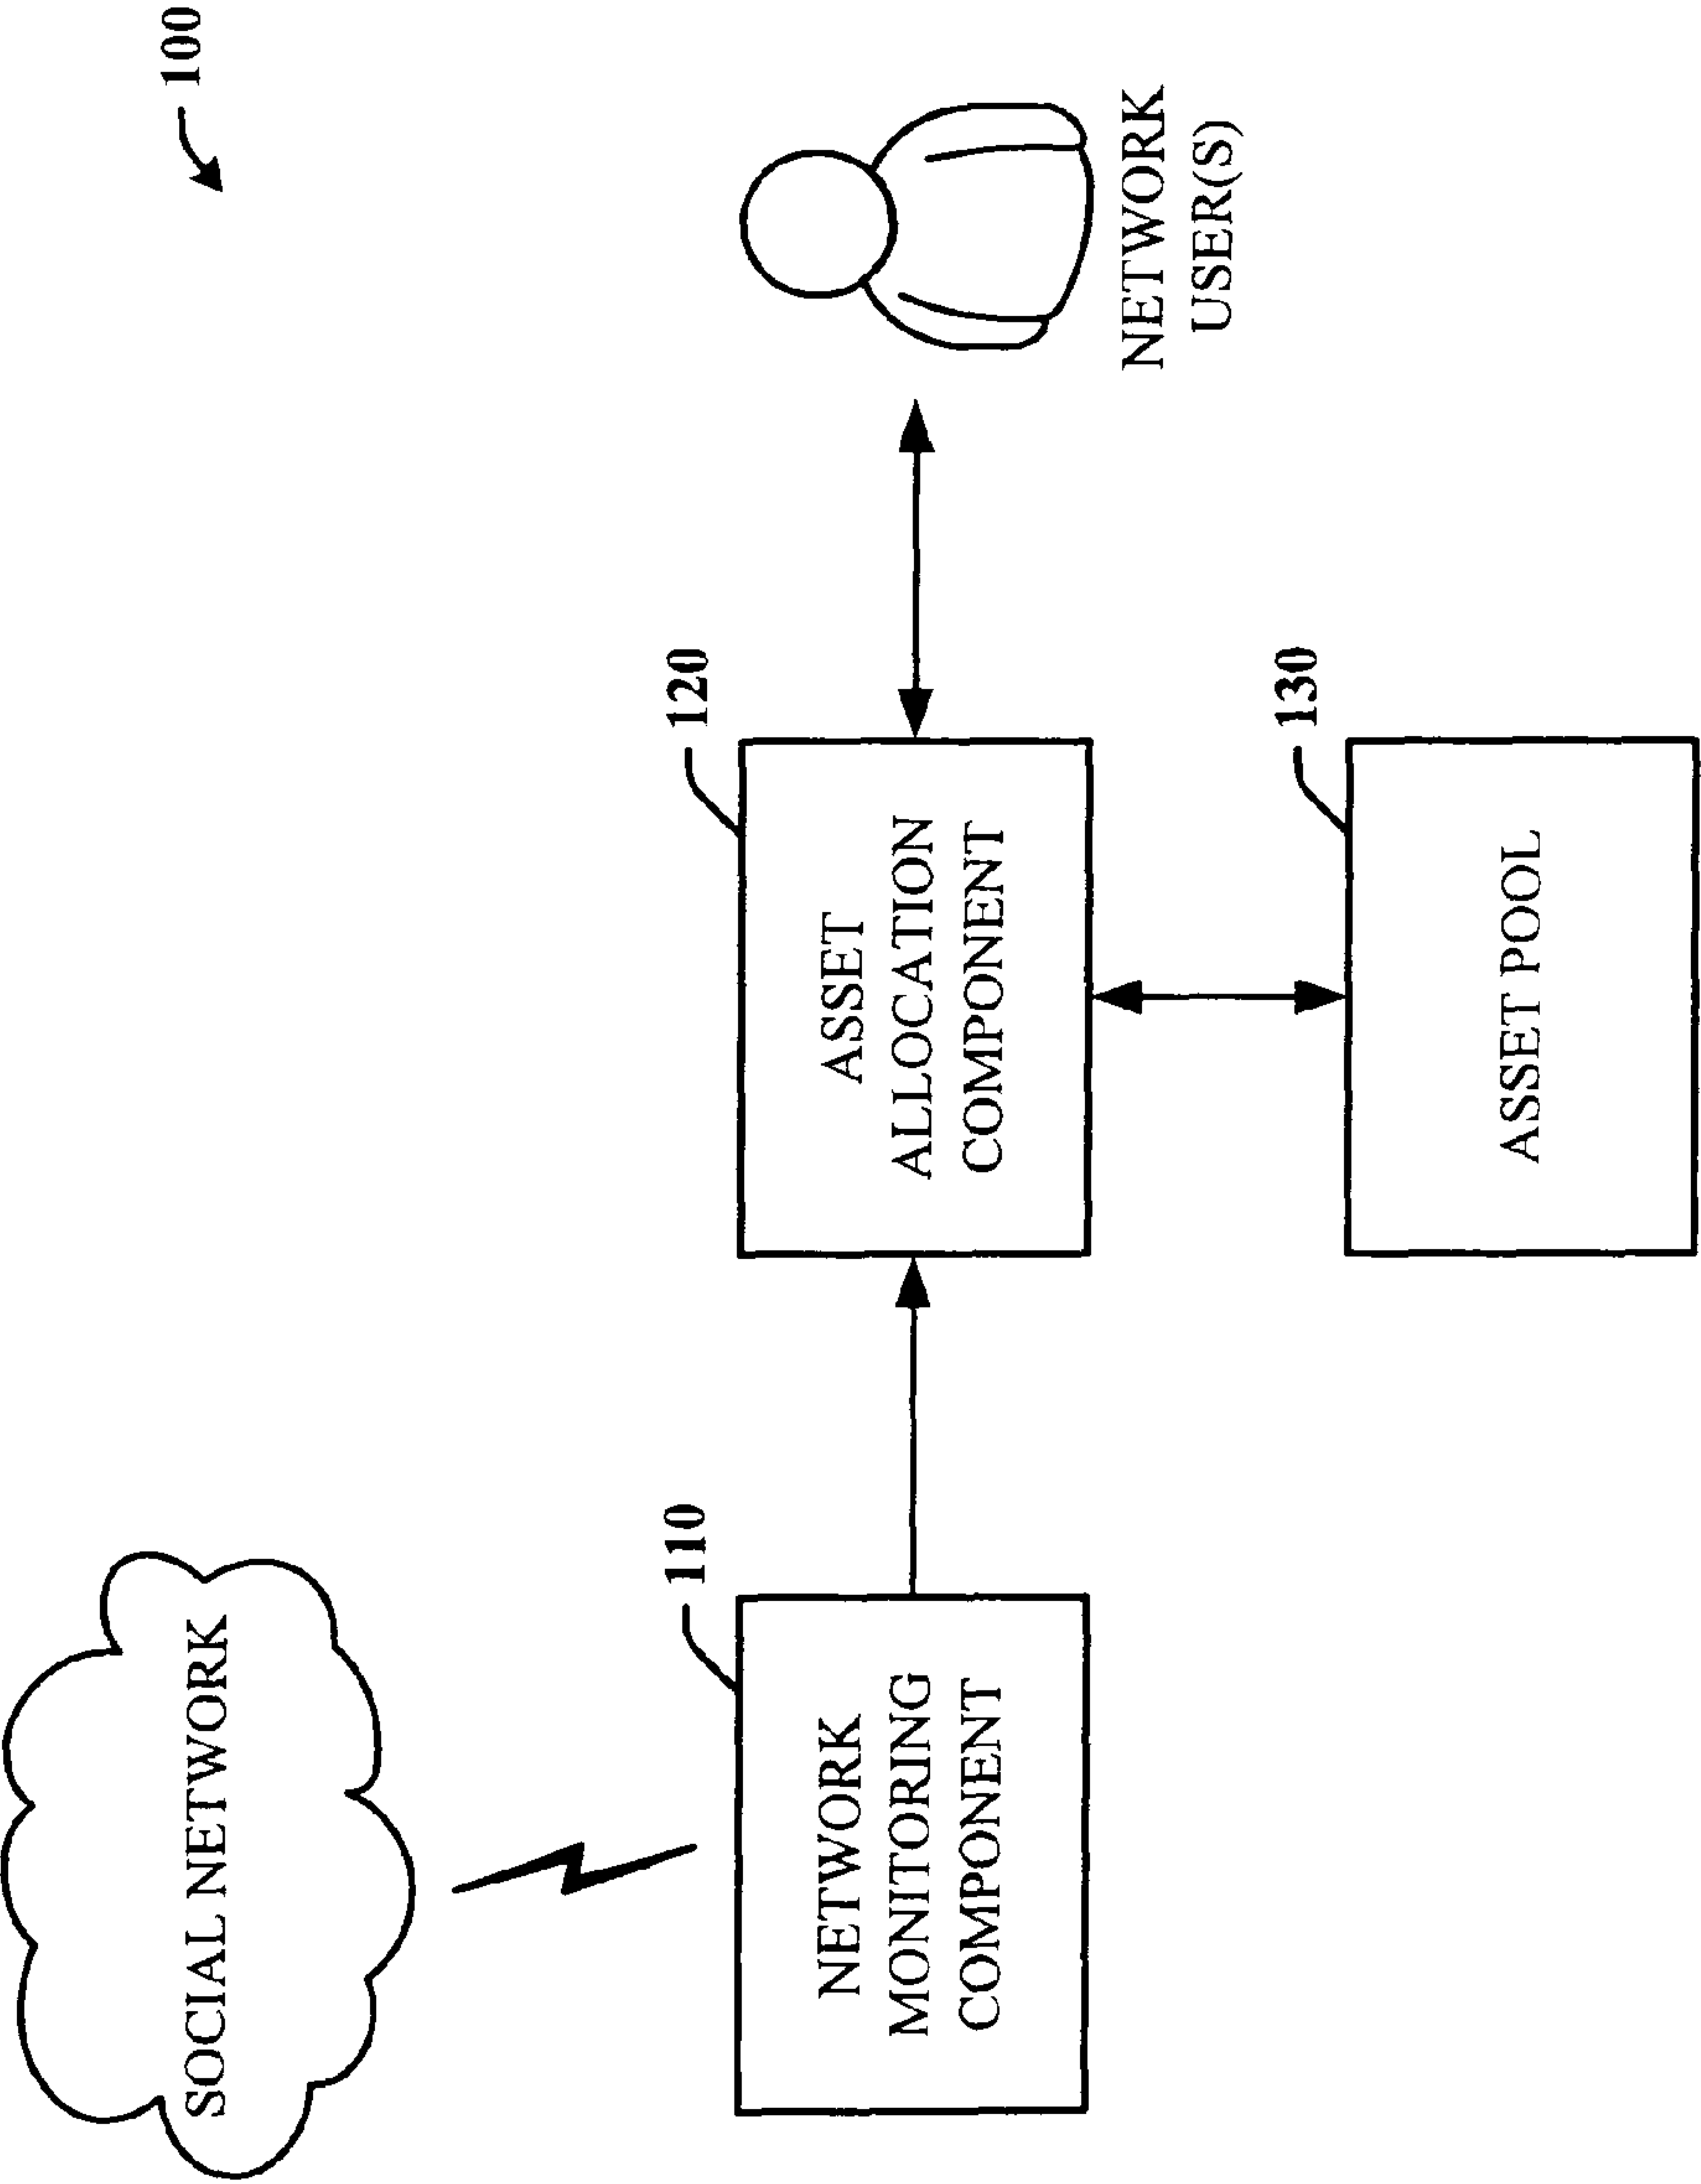 100
SOCIAL NETWORK
110
NETWORK
MONITORING
COMPONENT
120
ASSET
ALLOCATION
COMPONENT
NETWORK
USER(S)
130
ASSET POOL